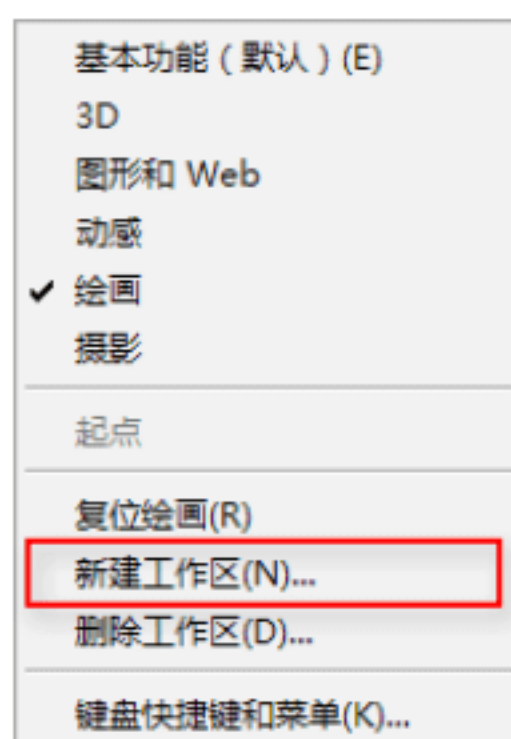 基本功能（默认）(E)
3D
图形和 Web
动感
绘画
摄影
起点
复位绘画(R)
新建工作区(N)...
删除工作区(D)...
键盘快捷键和菜单(K)...